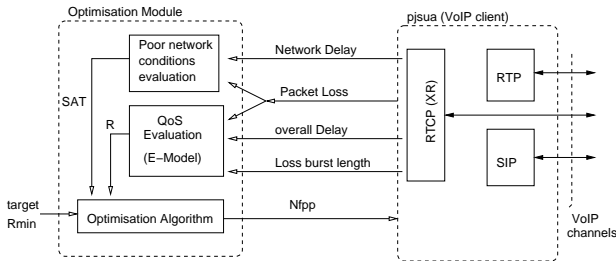 Optimisation Module
pjsua (VoIP client)
Poor network
conditions
evaluation
Network Delay
RTP
SAT
Packet Loss
RTCP (XR)
R
QoS
Evaluation
(E-Model)
overall Delay
SIP
Loss burst length
target
Rmin
Optimisation Algorithm
Nfpp
VoIP
channels